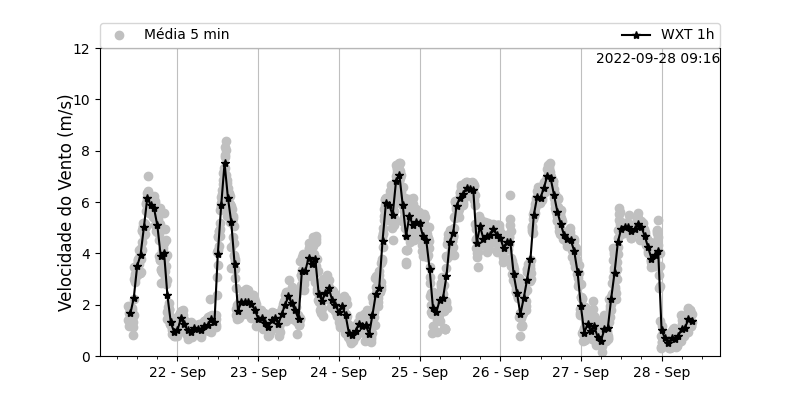 Média 5 min
WXT 1h
2022-09-28 09:16
Velocidade do Vento (m/s)
12
10
8
6
4
2
0
22 - Sep
23 - Sep
24 - Sep
25 - Sep
26 - Sep
27 - Sep
28 - Sep